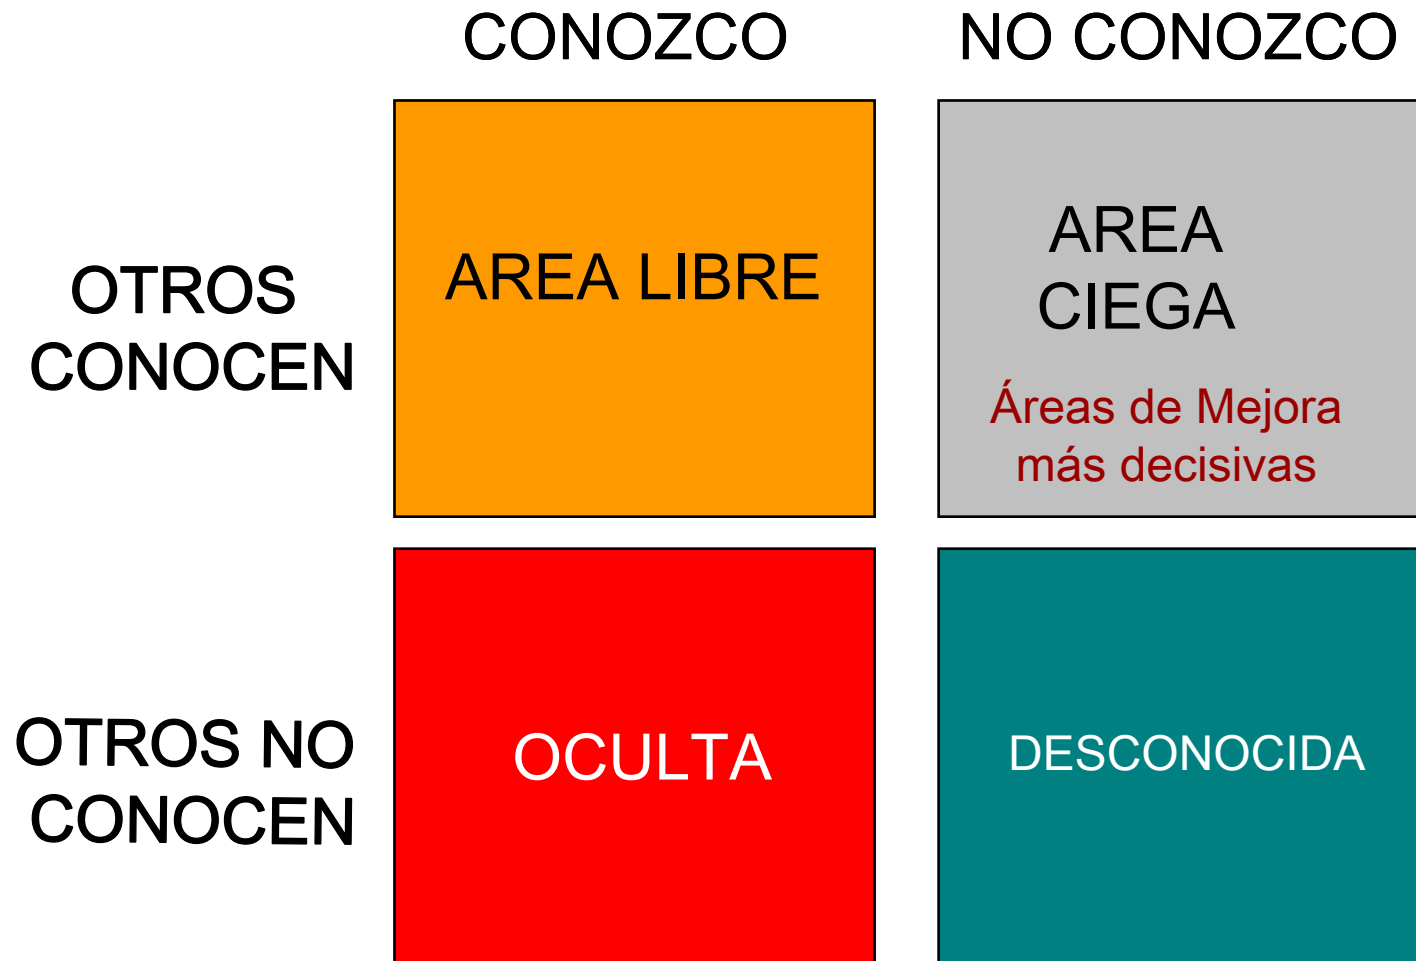 CONOZCO
NO CONOZCO
OTROS
CONOCEN
AREA LIBRE
AREA
CIEGA
Áreas de Mejora
más decisivas
OTROS NO
CONOCEN
OCULTA
DESCONOCIDA